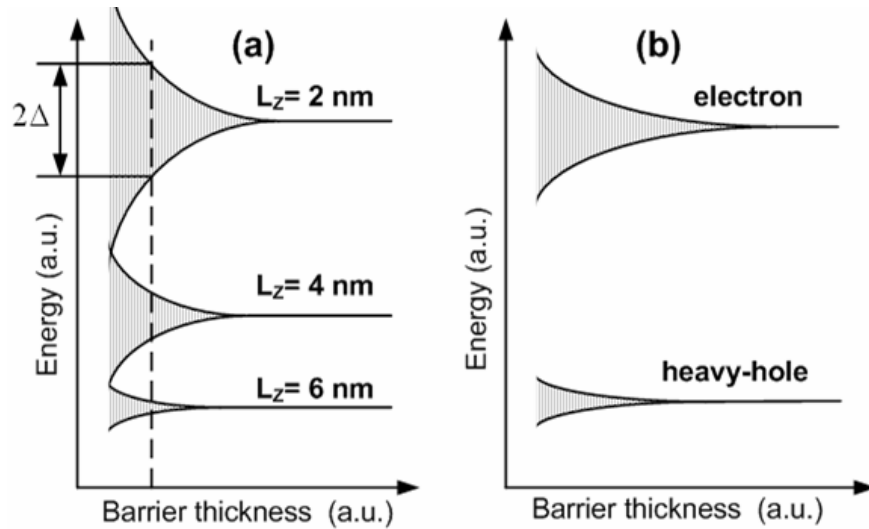 (a)
L_Z= 2 nm
2Δ
L_Z= 4 nm
L_Z= 6 nm
Energy (a.u.)
Barrier thickness (a.u.)
(b)
electron
heavy-hole
Energy (a.u.)
Barrier thickness (a.u.)